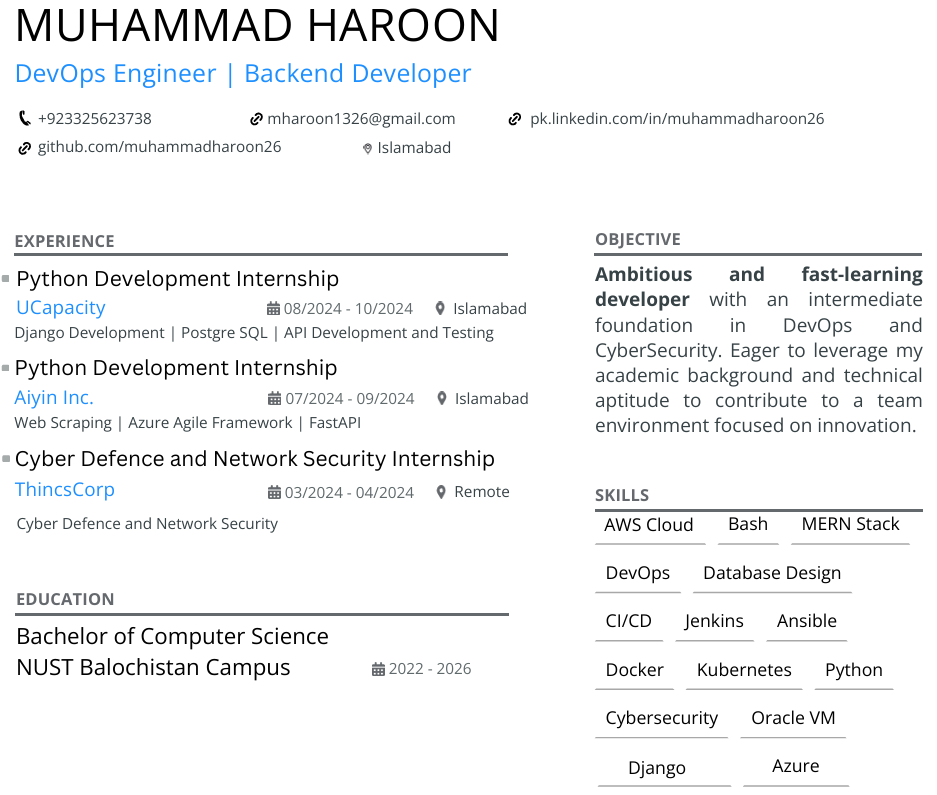 MUHAMMAD HAROON
DevOps Engineer | Backend Developer
+923325623738 mharoon1326@gmail.com pk.linkedin.com/in/muhammadharoon26
github.com/muhammadharoon26 Islamabad
EXPERIENCE
Python Development Internship
UCapacity 08/2024 - 10/2024 Islamabad
Django Development | Postgre SQL | API Development and Testing
Python Development Internship
Aiyin Inc. 07/2024 - 09/2024 Islamabad
Web Scraping | Azure Agile Framework | FastAPI
Cyber Defence and Network Security Internship
ThincsCorp 03/2024 - 04/2024 Remote
Cyber Defence and Network Security
EDUCATION
Bachelor of Computer Science
NUST Balochistan Campus 2022 - 2026
OBJECTIVE
Ambitious and fast-learning
developer with an intermediate
foundation in DevOps and
CyberSecurity. Eager to leverage my
academic background and technical
aptitude to contribute to a team
environment focused on innovation.
SKILLS
AWS Cloud Bash MERN Stack
DevOps Database Design
CI/CD Jenkins Ansible
Docker Kubernetes Python
Cybersecurity Oracle VM
Django Azure